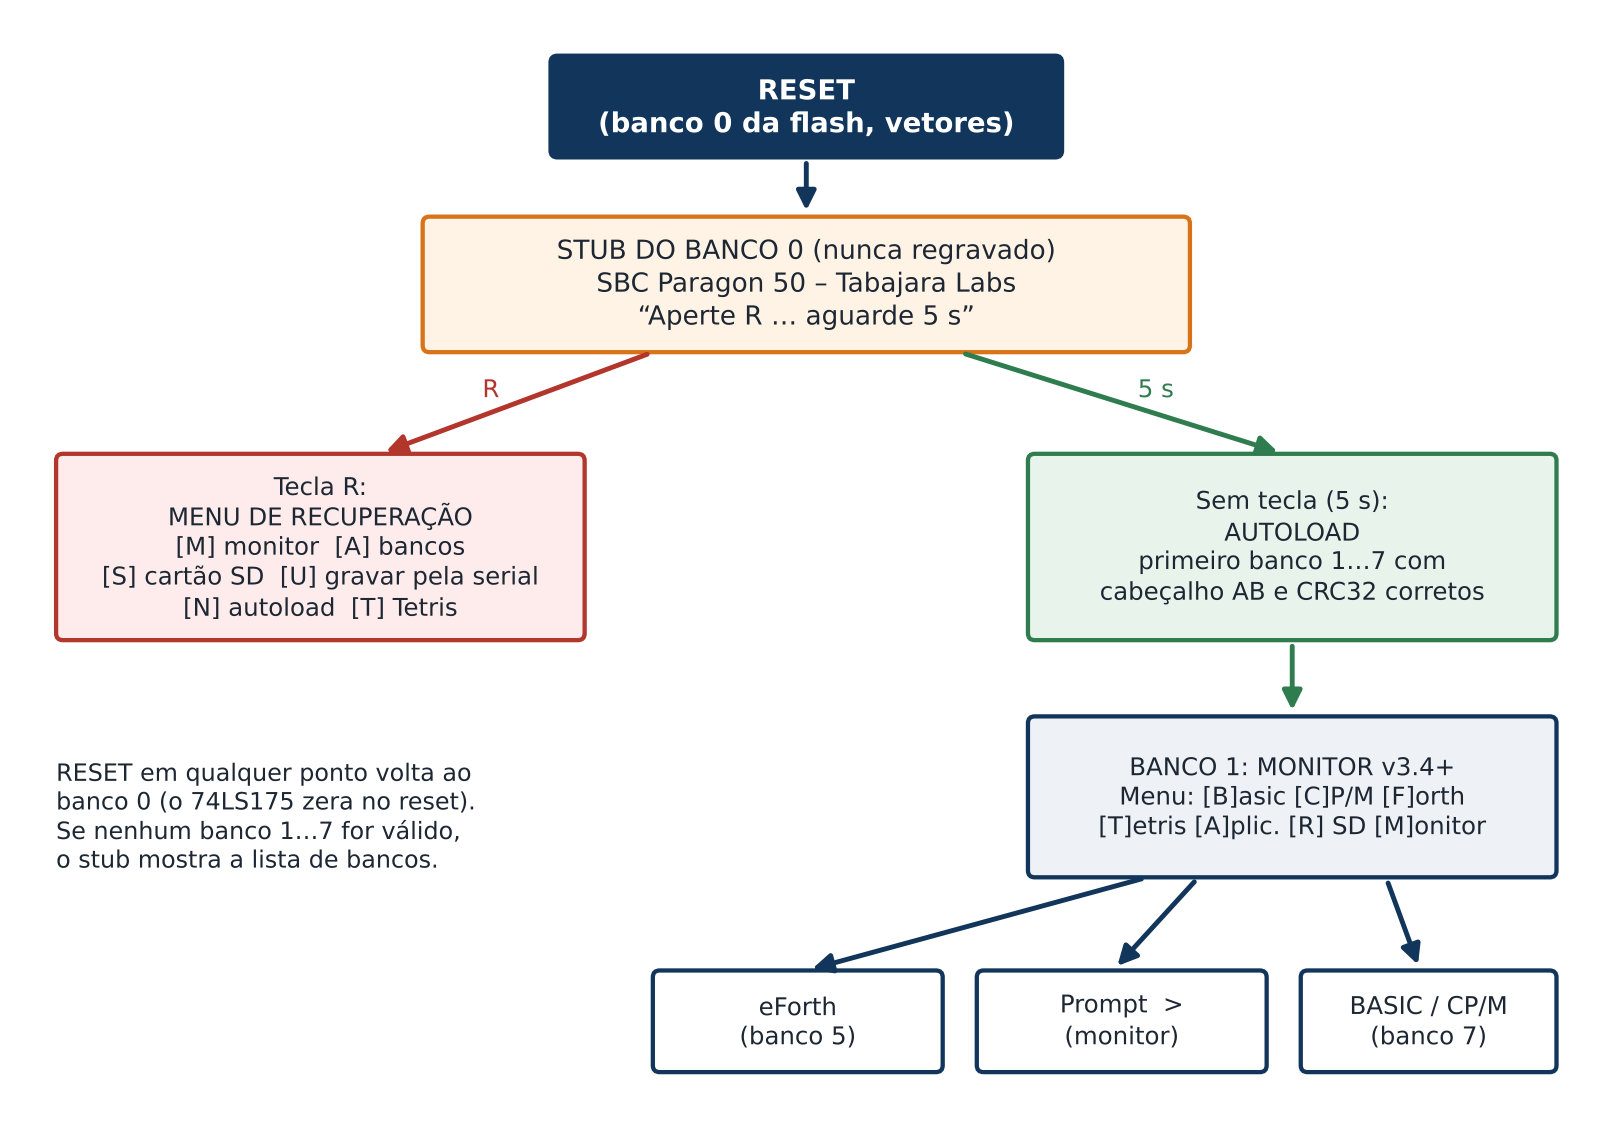 RESET
(banco 0 da flash, vetores)
STUB DO BANCO 0 (nunca regravado)
SBC Paragon 50 – Tabajara Labs
“Aperte R … aguarde 5 s”
R
5 s
Tecla R:
MENU DE RECUPERAÇÃO
[M] monitor  [A] bancos
[S] cartão SD  [U] gravar pela serial
[N] autoload  [T] Tetris
Sem tecla (5 s):
AUTOLOAD
primeiro banco 1…7 com
cabeçalho AB e CRC32 corretos
RESET em qualquer ponto volta ao
banco 0 (o 74LS175 zera no reset).
Se nenhum banco 1…7 for válido,
o stub mostra a lista de bancos.
BANCO 1: MONITOR v3.4+
Menu: [B]asic [C]P/M [F]orth
[T]etris [A]plic. [R] SD [M]onitor
eForth
(banco 5)
Prompt  >
(monitor)
BASIC / CP/M
(banco 7)